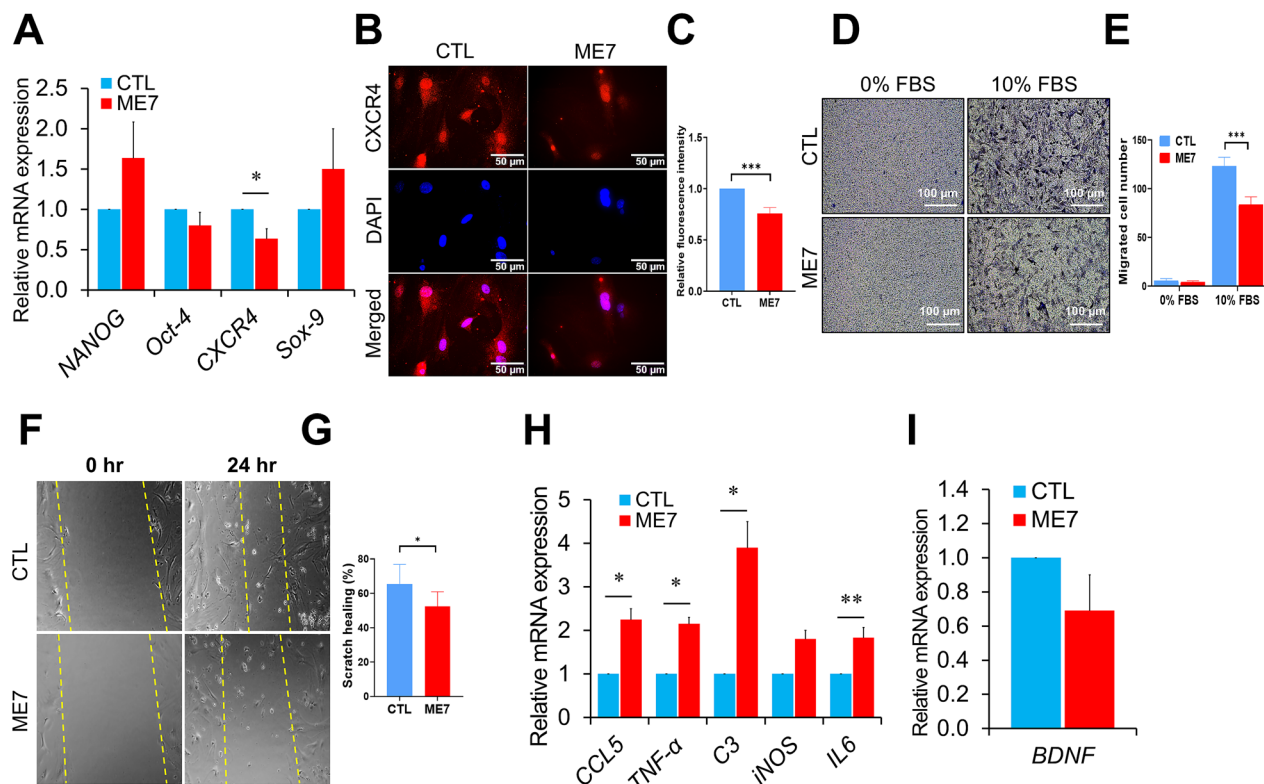 A
CTL
ME7
Relative mRNA expression
2.5
2.0
1.5
1.0
0.5
0.0
*
NANOG
Oct-4
CXCR4
Sox-9
B
CTL
ME7
CXCR4
50 µm
50 µm
DAPI
50 µm
50 µm
Merged
50 µm
50 µm
C
Relative fluorescence intensity
1.5
1.0
0.5
0.0
***
CTL
ME7
D
0% FBS
10% FBS
CTL
100 µm
100 µm
ME7
100 µm
100 µm
E
CTL
ME7
Migrated cell number
150
100
50
0
***
0% FBS
10% FBS
F
0 hr
24 hr
CTL
ME7
G
Scratch healing (%)
80
60
40
20
0
*
CTL
ME7
H
CTL
ME7
Relative mRNA expression
5
4
2
2
1
0
*
*
*
**
CCL5
TNF-α
C3
iNOS
IL6
I
CTL
ME7
Relative mRNA expression
1.4
1.2
1.0
0.8
0.6
0.4
0.2
0.0
BDNF